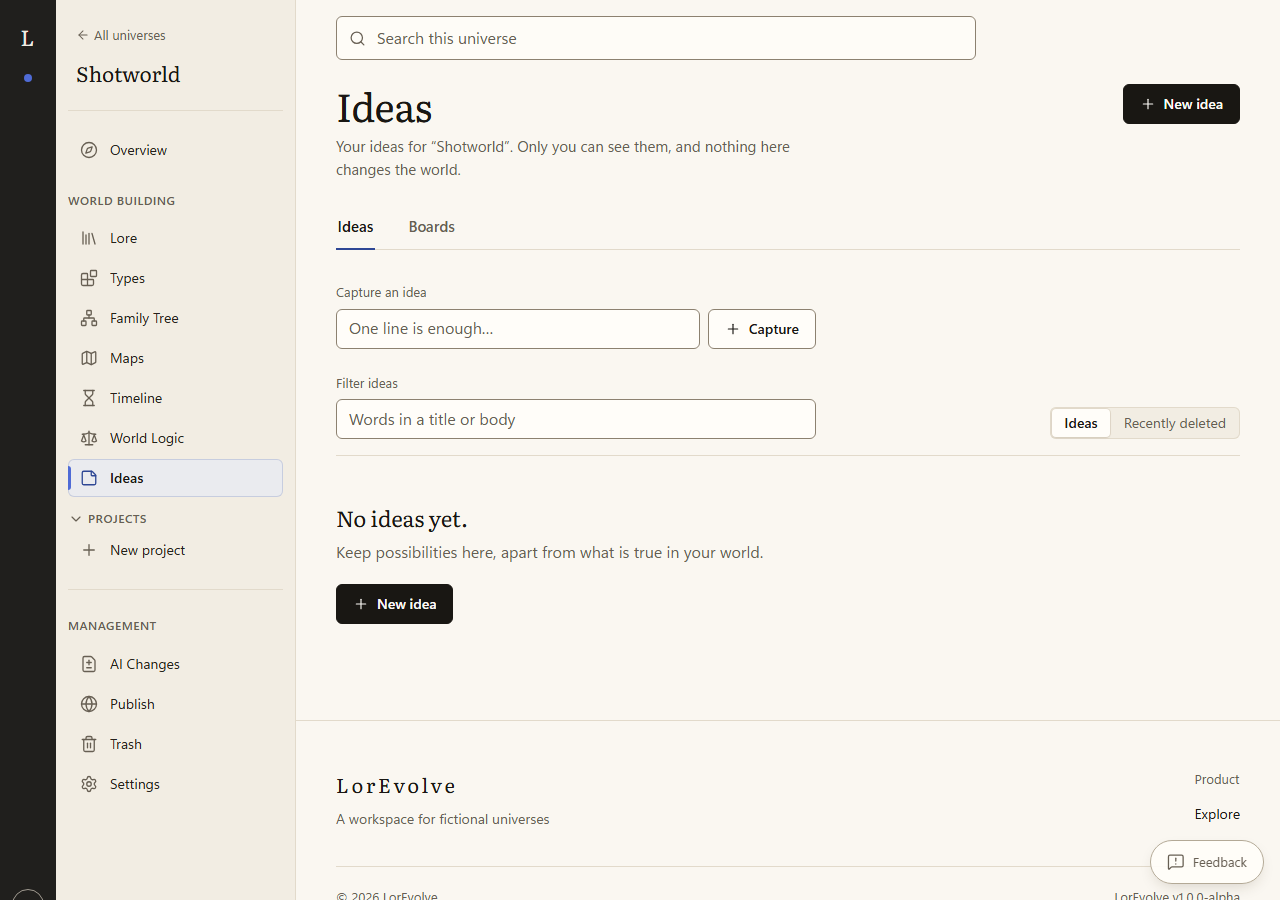 L
All universes
Shotworld
Overview
WORLD BUILDING
Lore
Types
Family Tree
Maps
Timeline
World Logic
Ideas
PROJECTS
New project
MANAGEMENT
AI Changes
Publish
Trash
Settings
Search this universe
Ideas
New idea
Your ideas for “Shotworld”. Only you can see them, and nothing here
changes the world.
Ideas Boards
Capture an idea
One line is enough...
Capture
Filter ideas
Words in a title or body
Ideas Recently deleted
No ideas yet.
Keep possibilities here, apart from what is true in your world.
New idea
LorEvolve
A workspace for fictional universes
Product
Explore
Feedback
© 2026 LorEvolve
LorEvolve v1.0.0-alpha